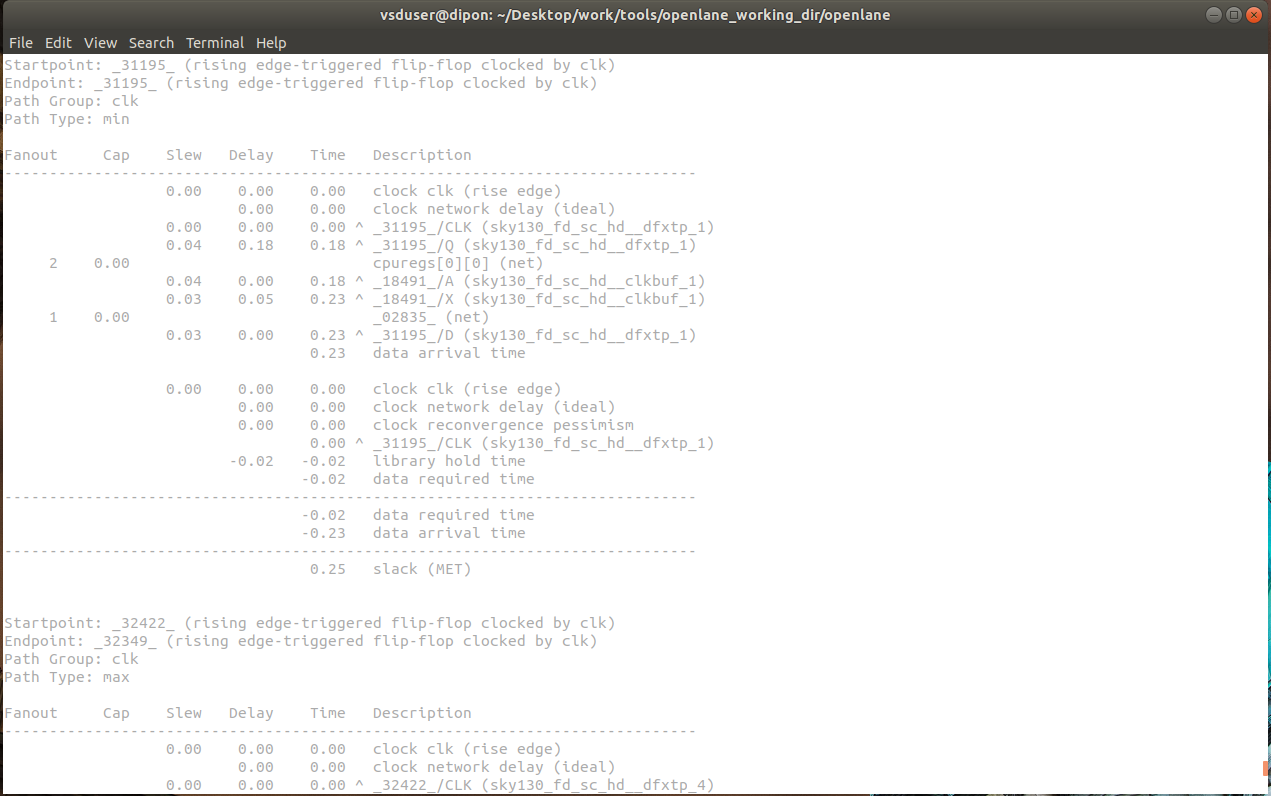 vsduser@dipon: ~/Desktop/work/tools/openlane_working_dir/openlane
File Edit View Search Terminal Help
Startpoint: _31195_ (rising edge-triggered flip-flop clocked by clk)
Endpoint: _31195_ (rising edge-triggered flip-flop clocked by clk)
Path Group: clk
Path Type: min
Fanout     Cap    Slew   Delay    Time   Description
-----------------------------------------------------------------------------
                  0.00    0.00    0.00   clock clk (rise edge)
                          0.00    0.00   clock network delay (ideal)
                  0.00    0.00    0.00 ^ _31195_/CLK (sky130_fd_sc_hd__dfxtp_1)
                  0.04    0.18    0.18 ^ _31195_/Q (sky130_fd_sc_hd__dfxtp_1)
     2    0.00                           cpuregs[0][0] (net)
                  0.04    0.00    0.18 ^ _18491_/A (sky130_fd_sc_hd__clkbuf_1)
                  0.03    0.05    0.23 ^ _18491_/X (sky130_fd_sc_hd__clkbuf_1)
     1    0.00                           _02835_ (net)
                  0.03    0.00    0.23 ^ _31195_/D (sky130_fd_sc_hd__dfxtp_1)
                                  0.23   data arrival time
                  0.00    0.00    0.00   clock clk (rise edge)
                          0.00    0.00   clock network delay (ideal)
                          0.00    0.00   clock reconvergence pessimism
                                  0.00 ^ _31195_/CLK (sky130_fd_sc_hd__dfxtp_1)
                         -0.02   -0.02   library hold time
                                 -0.02   data required time
-----------------------------------------------------------------------------
                                 -0.02   data required time
                                 -0.23   data arrival time
-----------------------------------------------------------------------------
                                  0.25   slack (MET)
Startpoint: _32422_ (rising edge-triggered flip-flop clocked by clk)
Endpoint: _32349_ (rising edge-triggered flip-flop clocked by clk)
Path Group: clk
Path Type: max
Fanout     Cap    Slew   Delay    Time   Description
-----------------------------------------------------------------------------
                  0.00    0.00    0.00   clock clk (rise edge)
                          0.00    0.00   clock network delay (ideal)
                  0.00    0.00    0.00 ^ _32422_/CLK (sky130_fd_sc_hd__dfxtp_4)